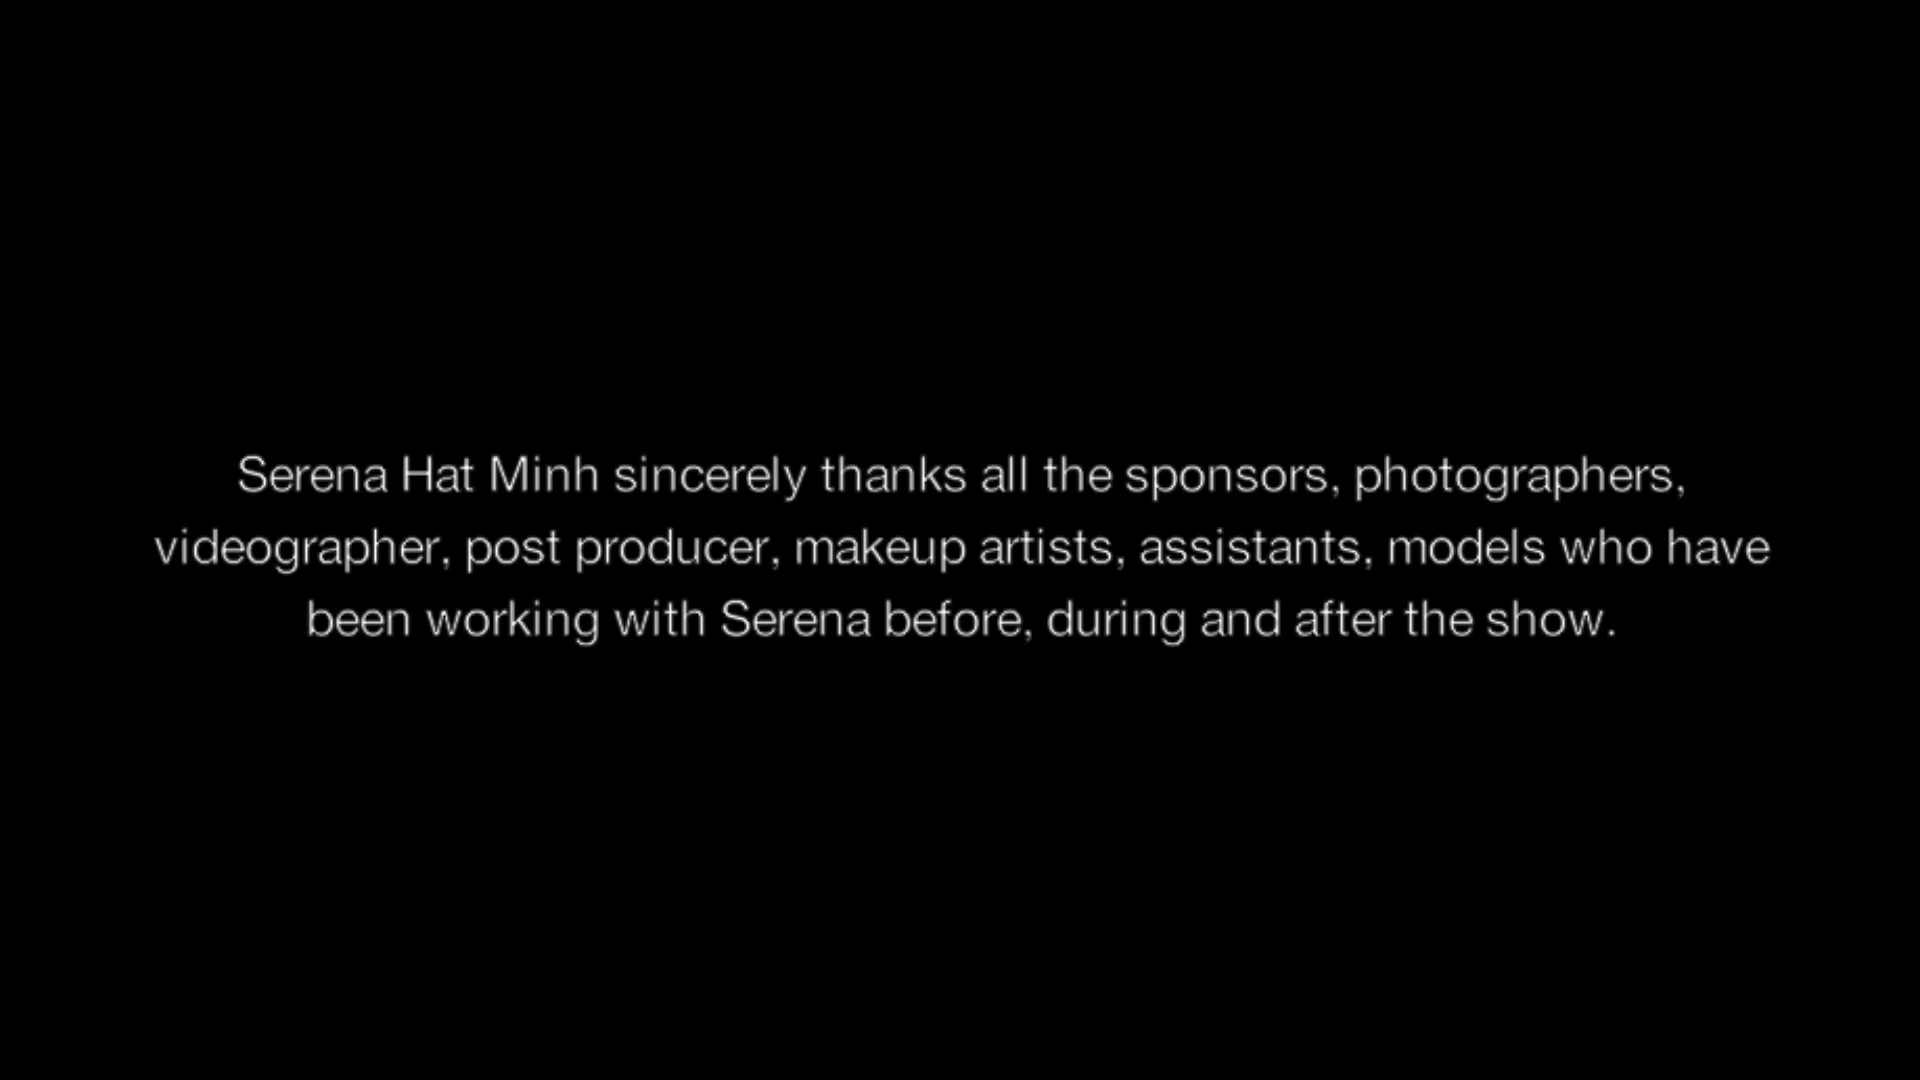 Serena Hat Minh sincerely thanks all the sponsors, photographers,
videographer, post producer, makeup artists, assistants, models who have
been working with Serena before, during and after the show.